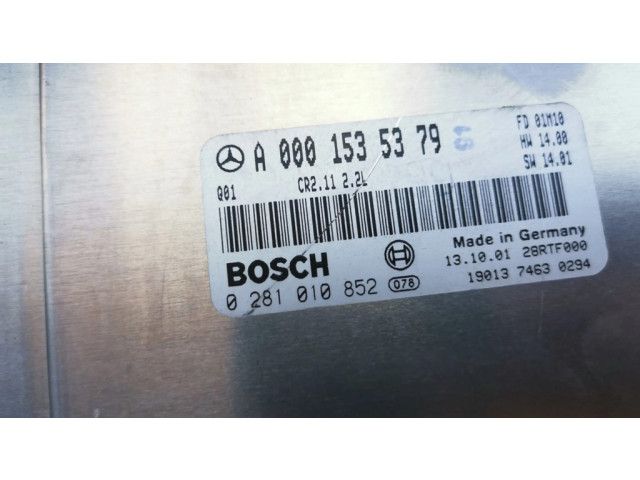 A 000 153 53 79 91
FD 01M10
HW 14.00
SW 14.01
Q01 CR2.11 2.2L
BOSCH
Made in Germany
0 281 010 852 078
13.10.01 28RTF000
19013 7463 0294